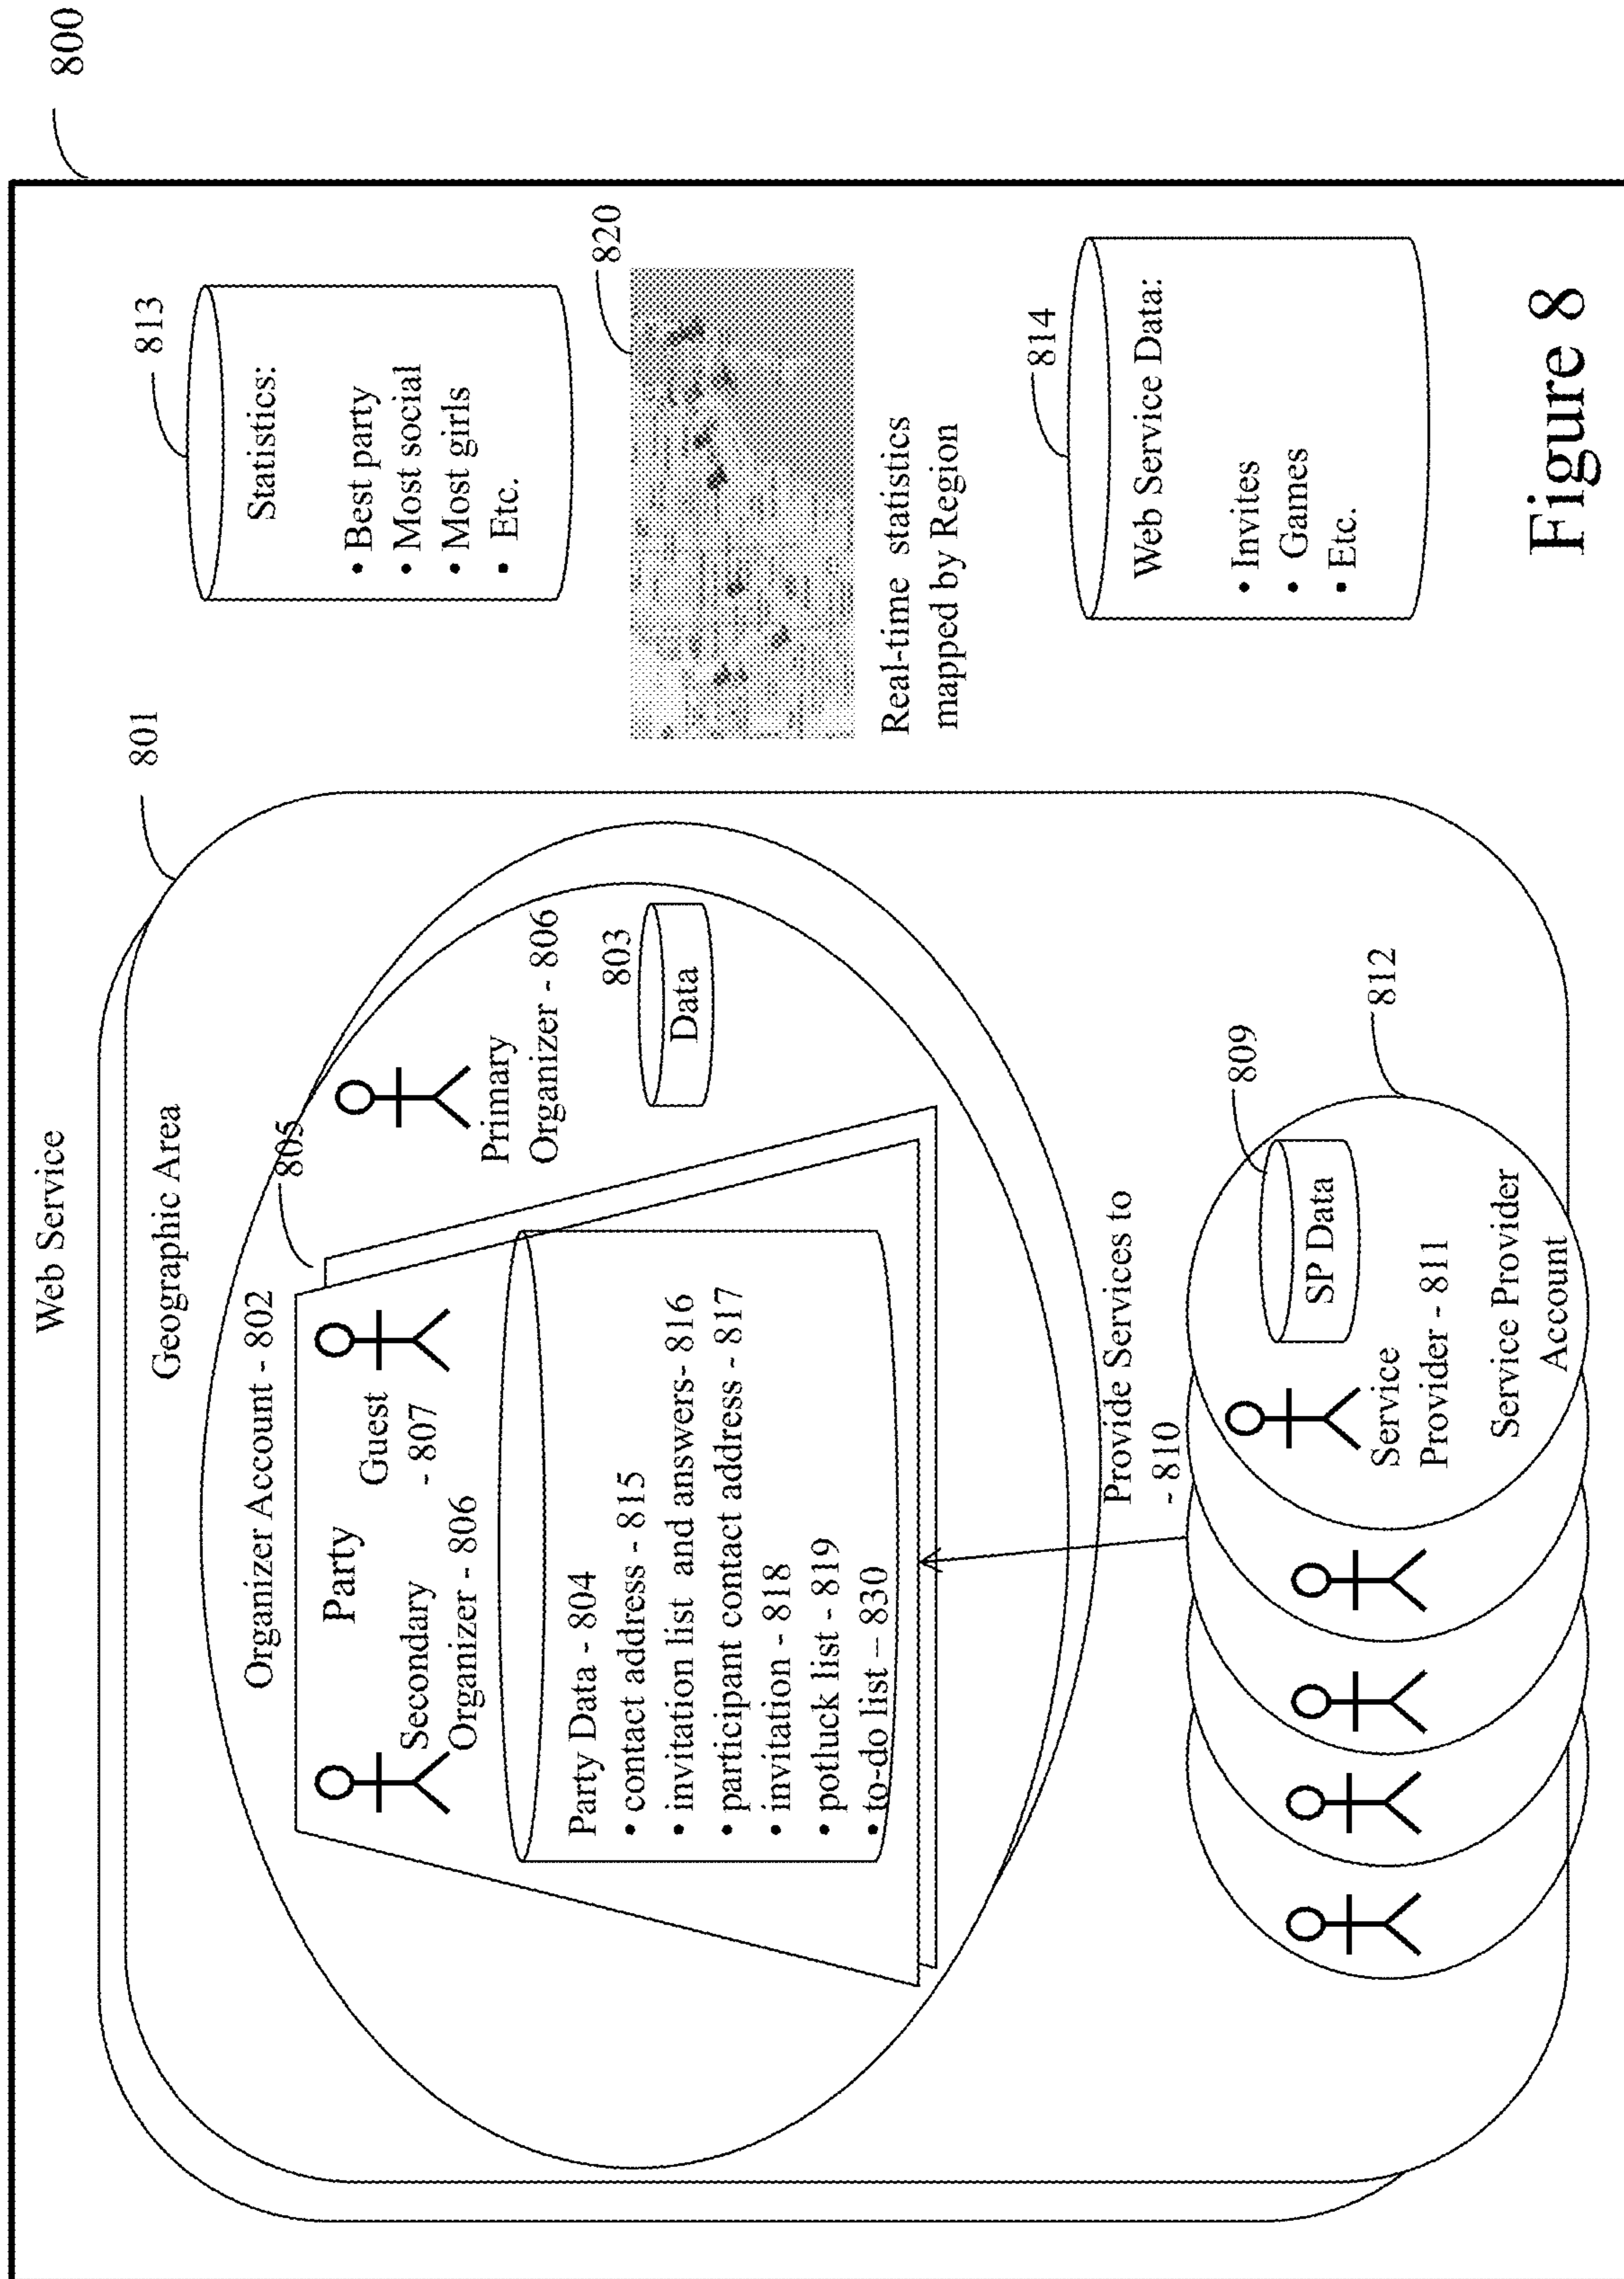 800
Web Service
801
Geographic Area
Organizer Account - 802
805
Party
Guest
- 807
Secondary
Organizer - 806
Primary
Organizer - 806
803
Data
Party Data - 804
• contact address - 815
• invitation list and answers- 816
• participant contact address - 817
• invitation - 818
• potluck list - 819
• to-do list – 830
Provide Services to
- 810
809
SP Data
812
Service
Provider - 811
Service Provider
Account
813
Statistics:
• Best party
• Most social
• Most girls
• Etc.
820
Real-time statistics
mapped by Region
814
Web Service Data:
• Invites
• Games
• Etc.
Figure 8